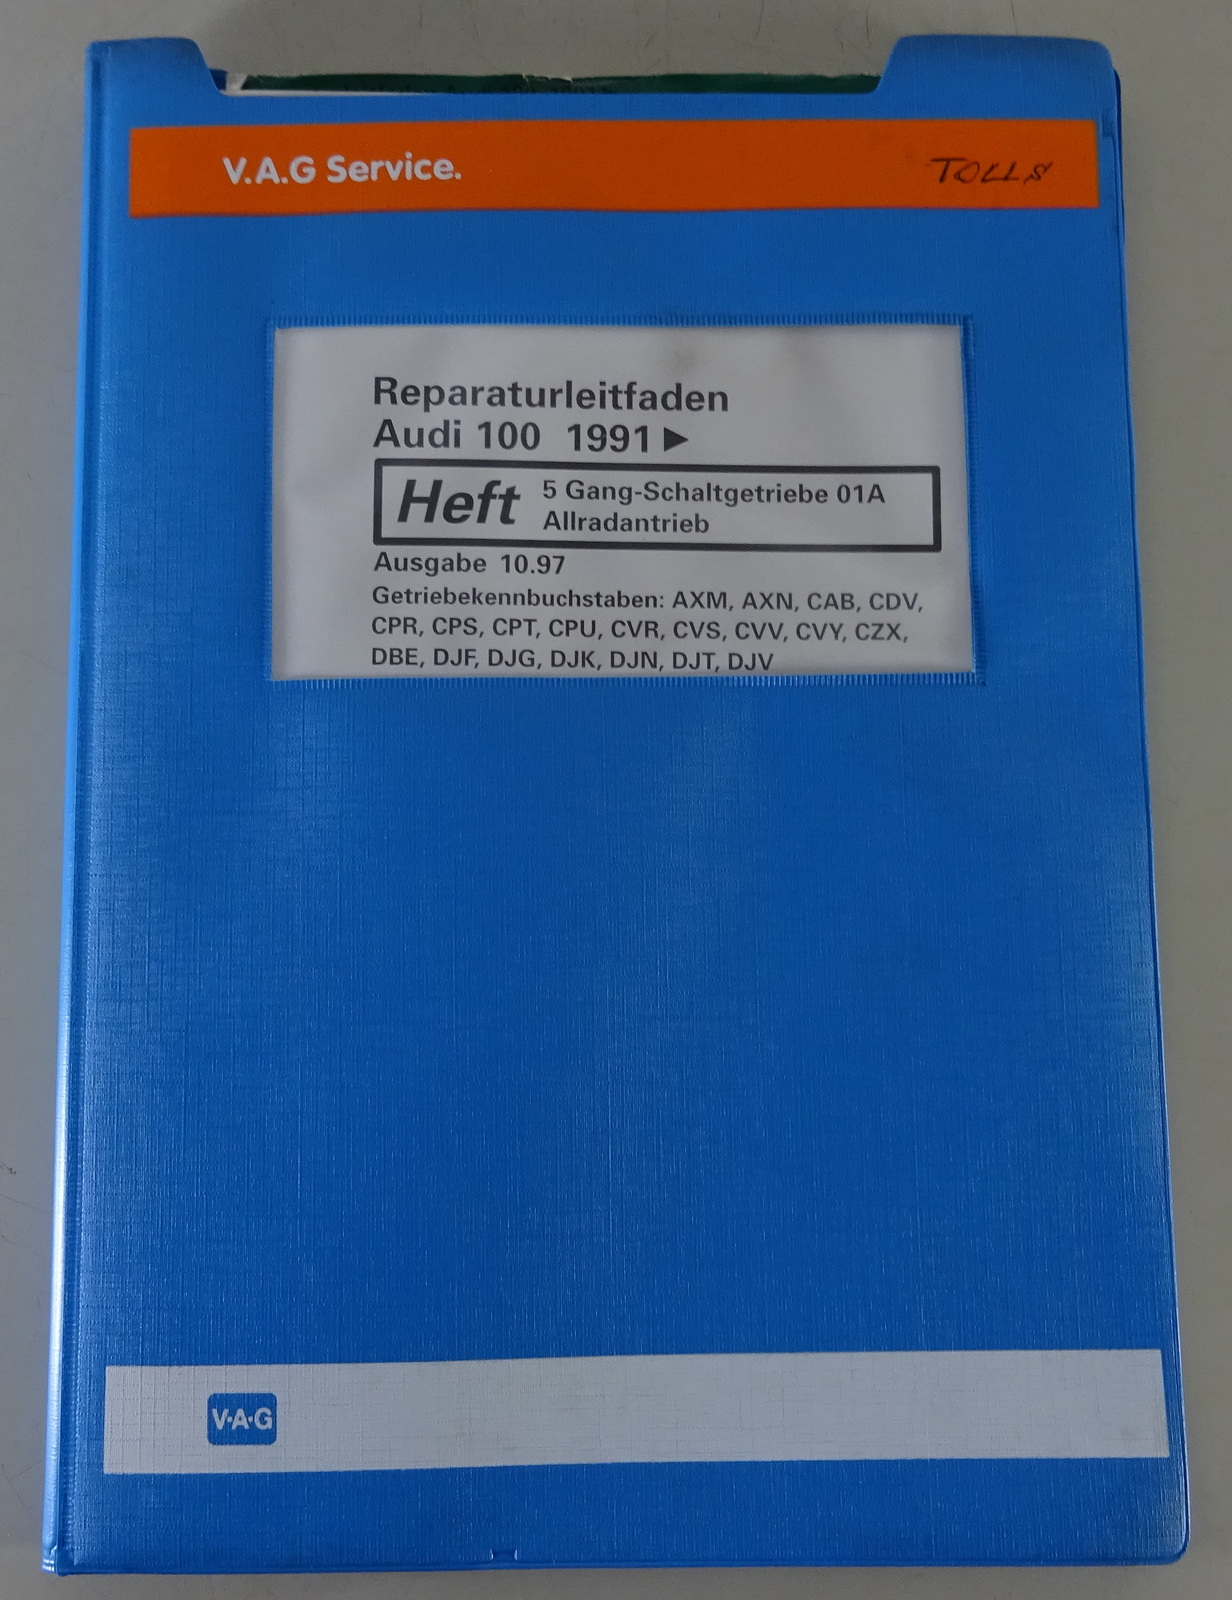 V.A.G Service.
TOLLS
Reparaturleitfaden
Audi 100 1991 ▶
Heft
5 Gang-Schaltgetriebe 01A
Allradantrieb
Ausgabe 10.97
Getriebekennbuchstaben: AXM, AXN, CAB, CDV,
CPR, CPS, CPT, CPU, CVR, CVS, CVV, CVY, CZX,
DBE, DJF, DJG, DJK, DJN, DJT, DJV
V·A·G